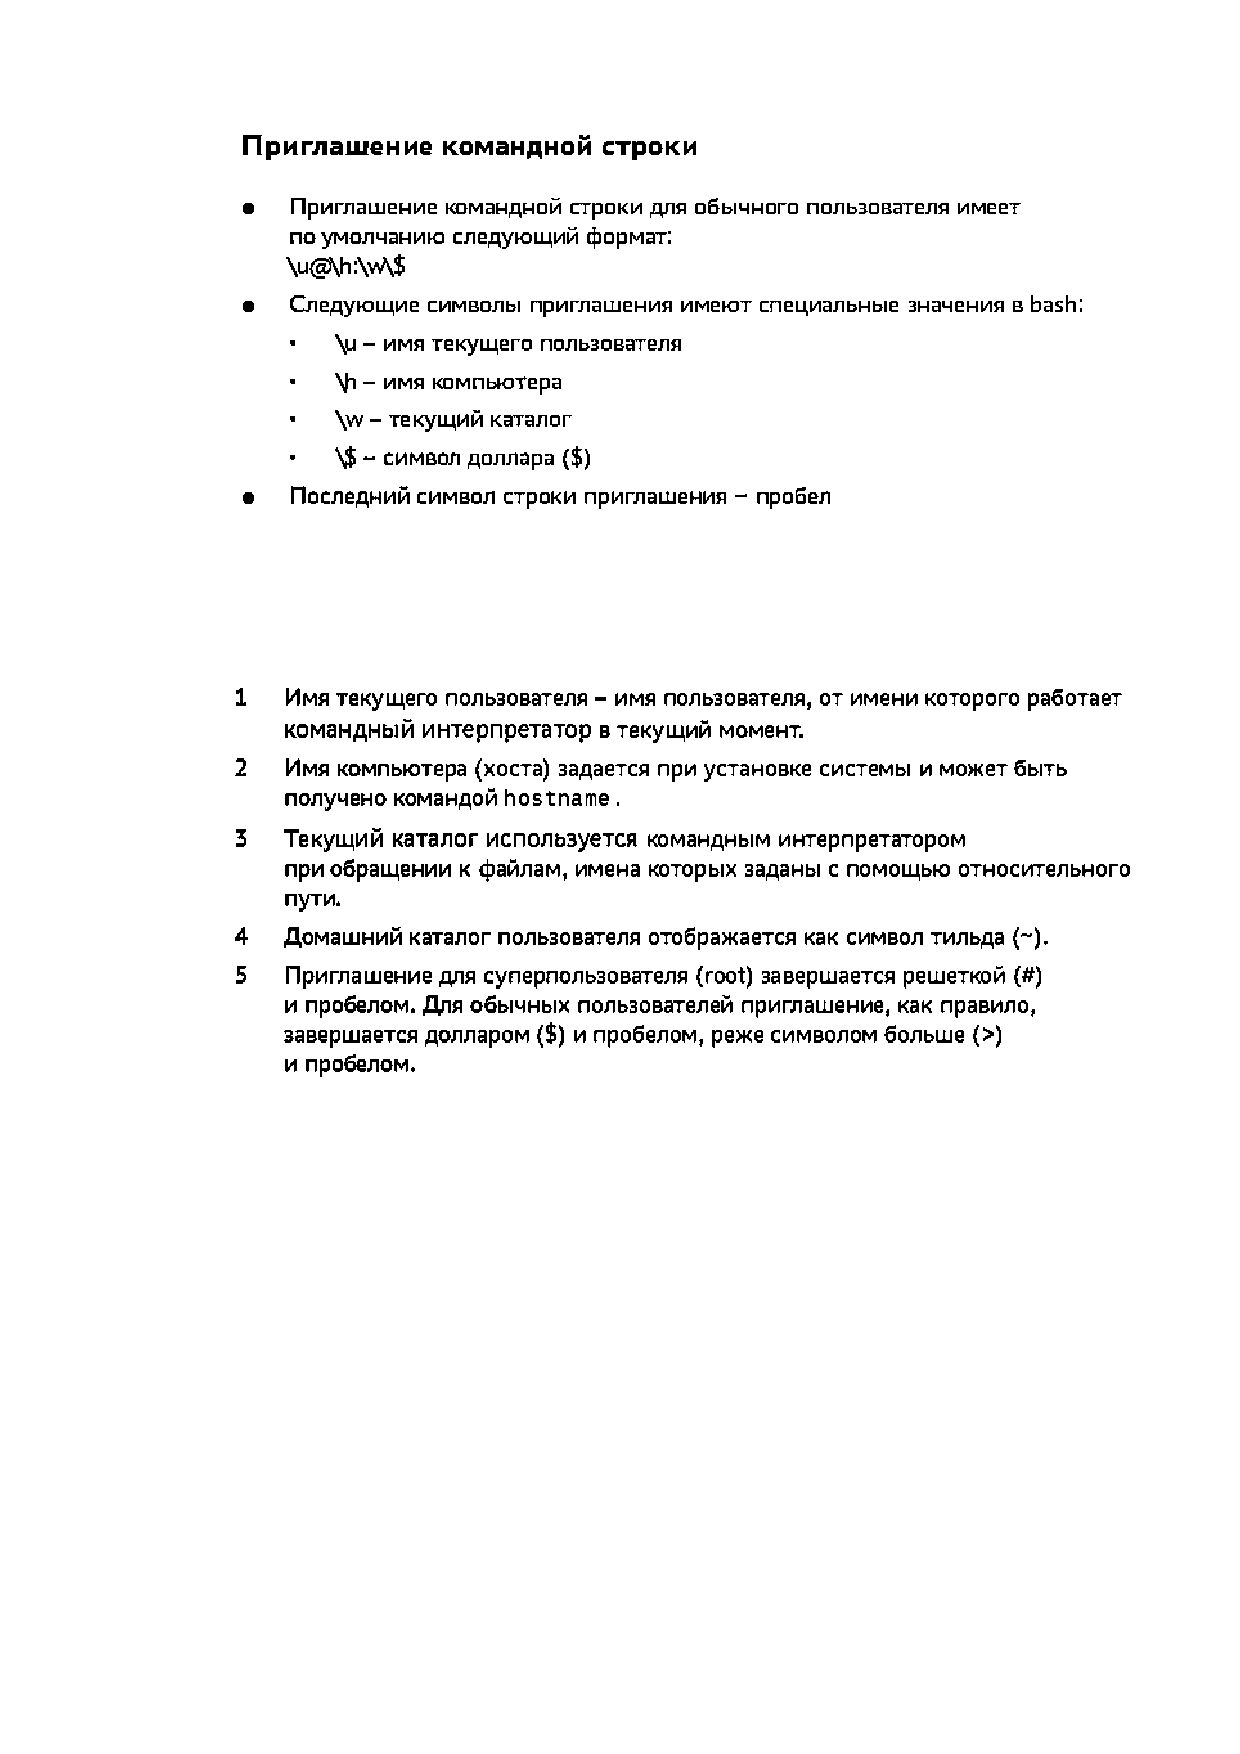 Приглашение командной строки
● Приглашение командной строки для обычного пользователя имеет
по умолчанию следующий формат:
\u@\h:\w\$
● Следующие символы приглашения имеют специальные значения в bash:
• \u – имя текущего пользователя
• \h – имя компьютера
• \w – текущий каталог
• \$ – символ доллара ($)
● Последний символ строки приглашения – пробел
1 Имя текущего пользователя – имя пользователя, от имени которого работает
командный интерпретатор в текущий момент.
2 Имя компьютера (хоста) задается при установке системы и может быть
получено командой hostname .
3 Текущий каталог используется командным интерпретатором
при обращении к файлам, имена которых заданы с помощью относительного
пути.
4 Домашний каталог пользователя отображается как символ тильда (~).
5 Приглашение для суперпользователя (root) завершается решеткой (#)
и пробелом. Для обычных пользователей приглашение, как правило,
завершается долларом ($) и пробелом, реже символом больше (>)
и пробелом.